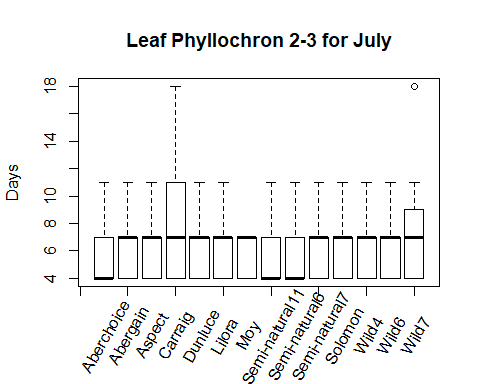 Leaf Phyllochron 2-3 for July
Days
18
14
10
8
6
4
Aberchoice
Abergain
Aspect
Carraig
Dunluce
Lilora
Moy
Semi-natural11
Semi-natural6
Semi-natural7
Solomon
Wild4
Wild6
Wild7